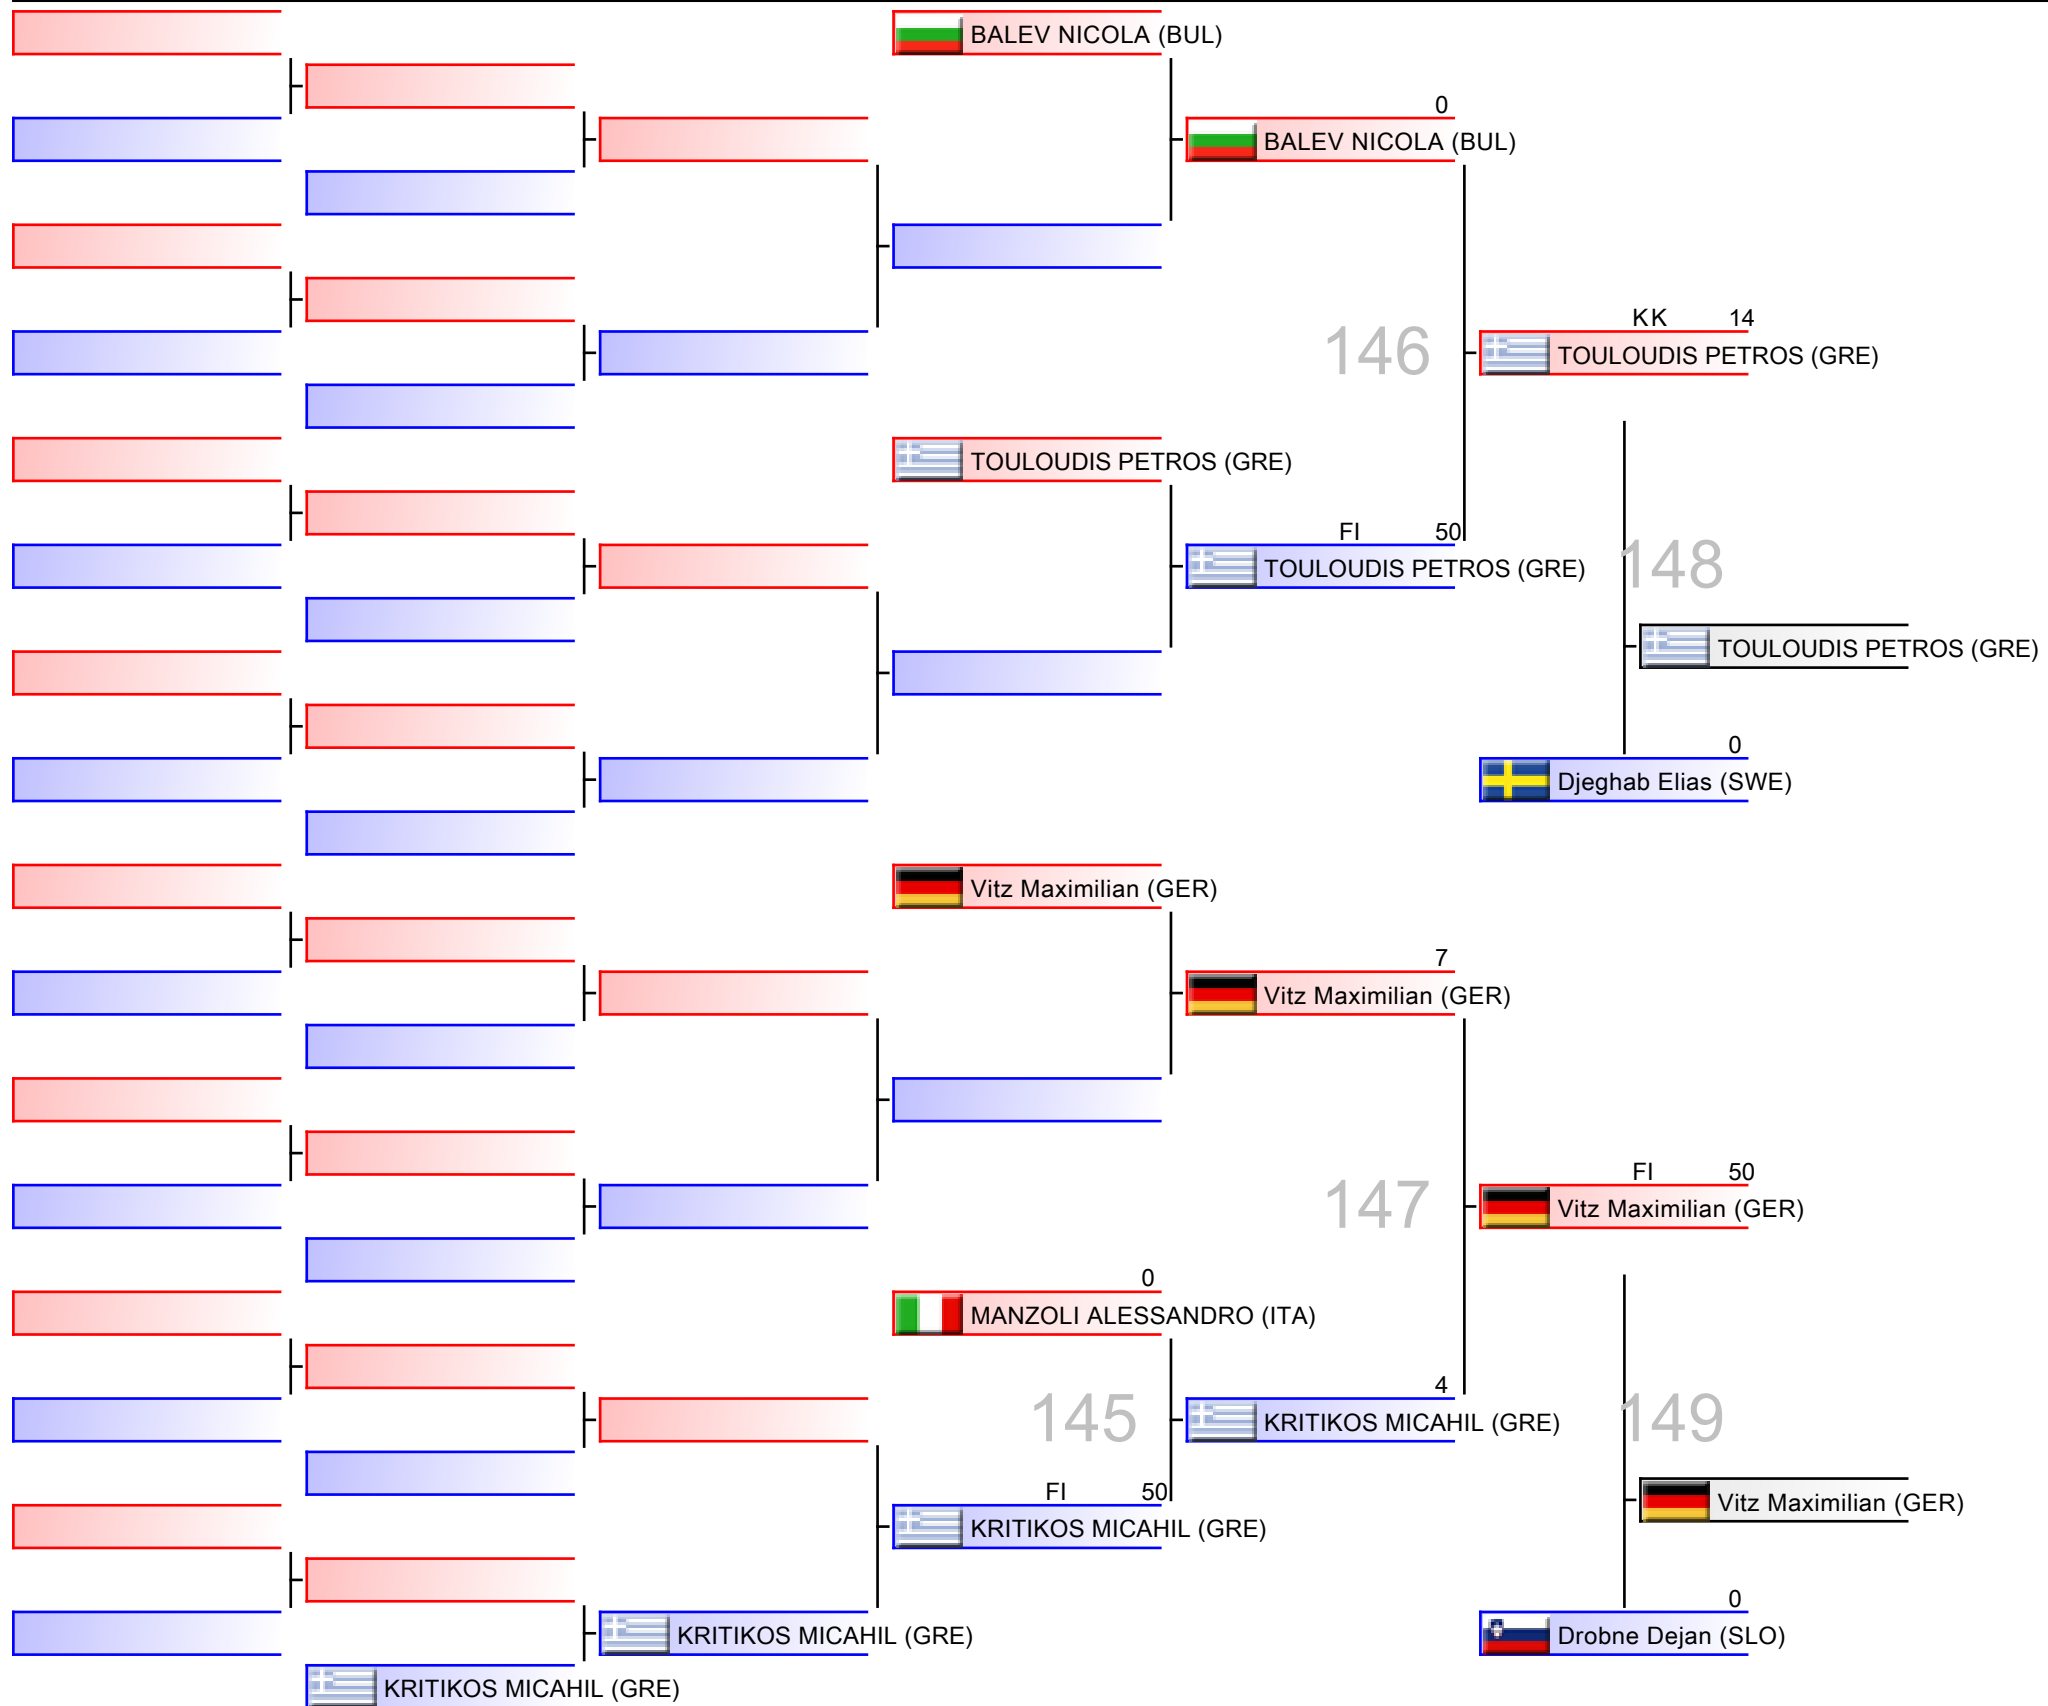 BALEV NICOLA (BUL)
0
BALEV NICOLA (BUL)
KK 14
146
TOULOUDIS PETROS (GRE)
TOULOUDIS PETROS (GRE)
FI 50
TOULOUDIS PETROS (GRE)
148
TOULOUDIS PETROS (GRE)
0
Djeghab Elias (SWE)
Vitz Maximilian (GER)
7
Vitz Maximilian (GER)
FI 50
147
Vitz Maximilian (GER)
0
MANZOLI ALESSANDRO (ITA)
4
145
KRITIKOS MICAHIL (GRE)
149
FI 50
Vitz Maximilian (GER)
KRITIKOS MICAHIL (GRE)
0
KRITIKOS MICAHIL (GRE)
Drobne Dejan (SLO)
KRITIKOS MICAHIL (GRE)